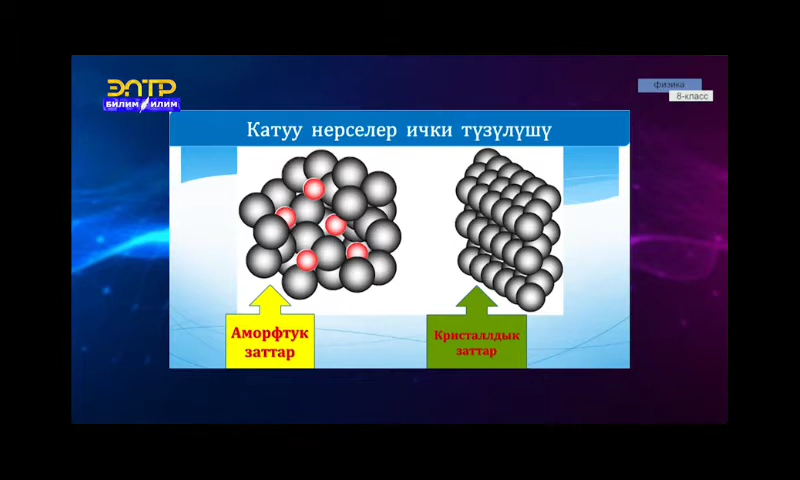 ЭЛТР
БИЛИМ ИЛИМ
физика
8-класс
Катуу нерселер ички түзүлүшү
Аморфтук
заттар
Кристаллдык
заттар